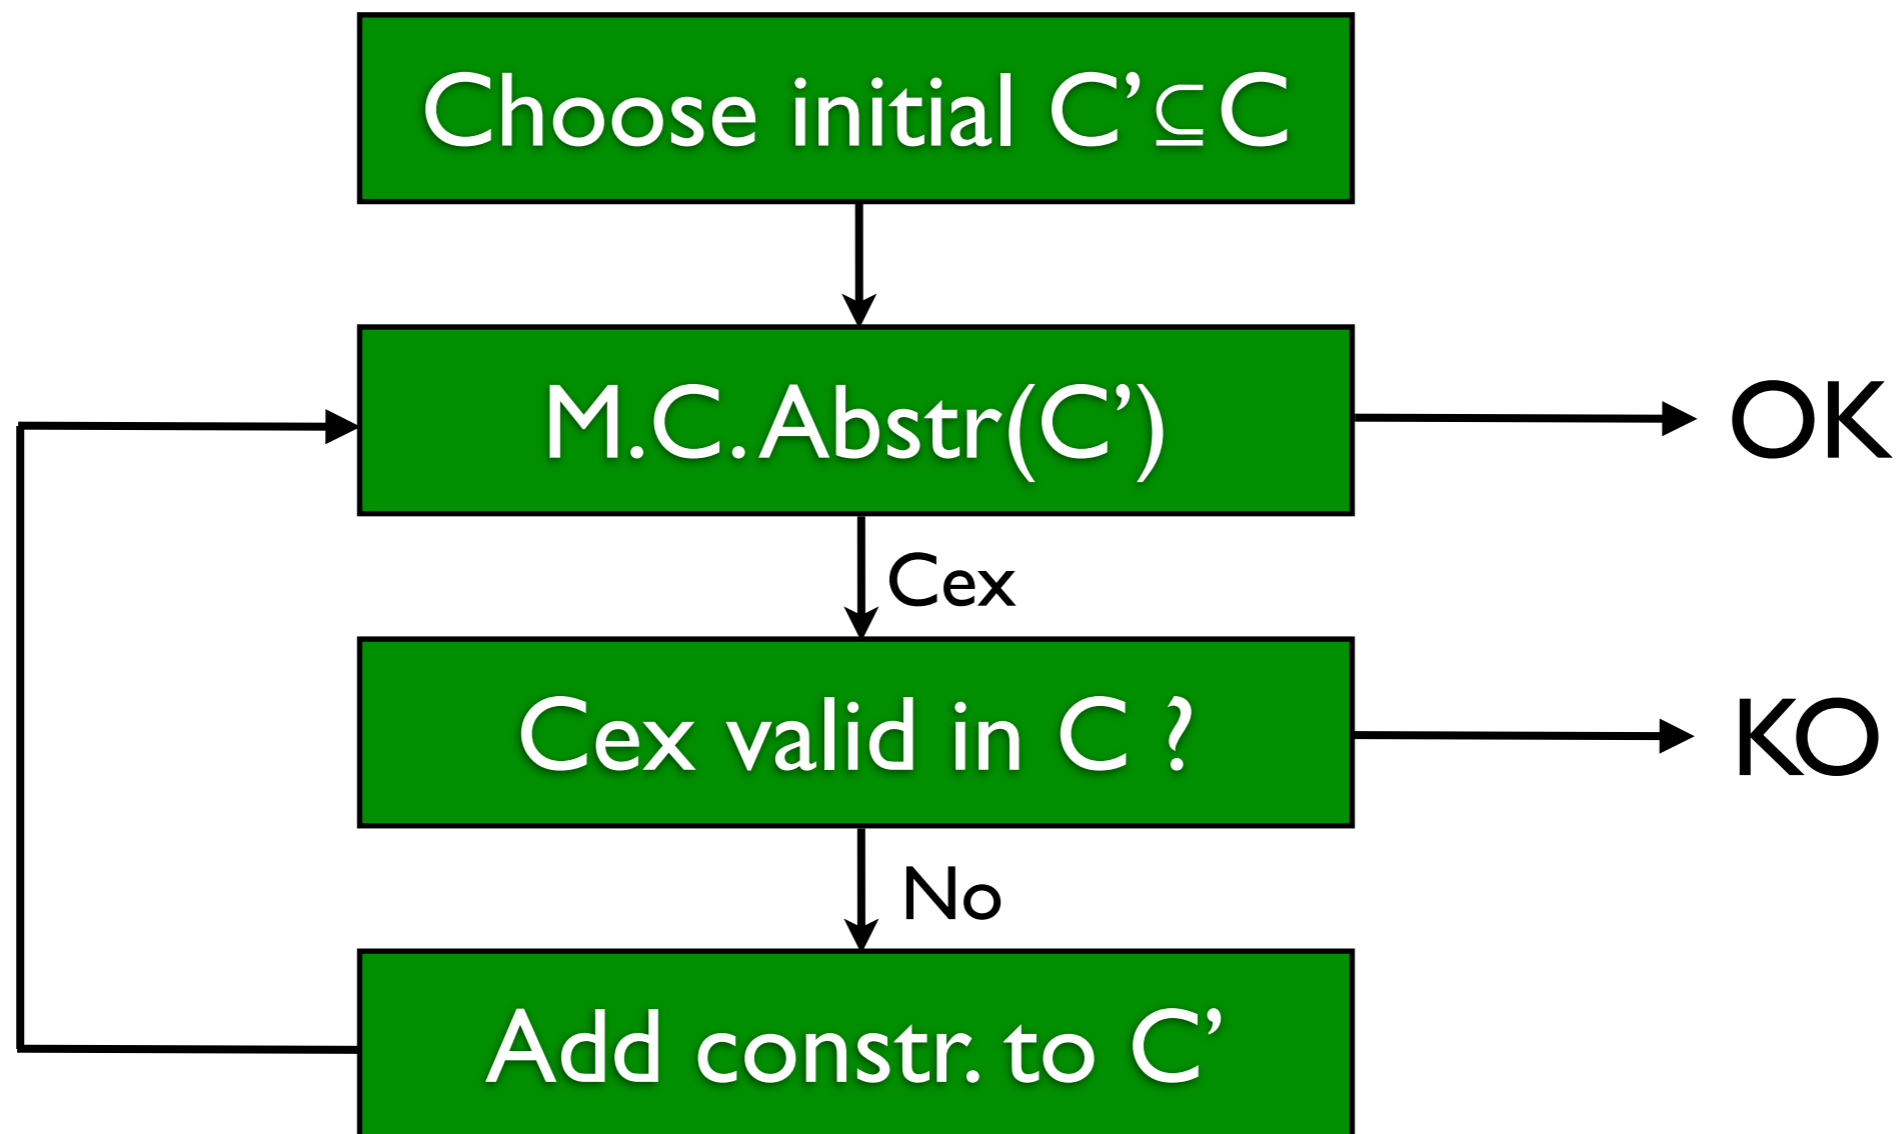 Choose initial C’⊆C
M.C. Abstr(C’)
OK
Cex
Cex valid in C ?
KO
No
Add constr. to C’